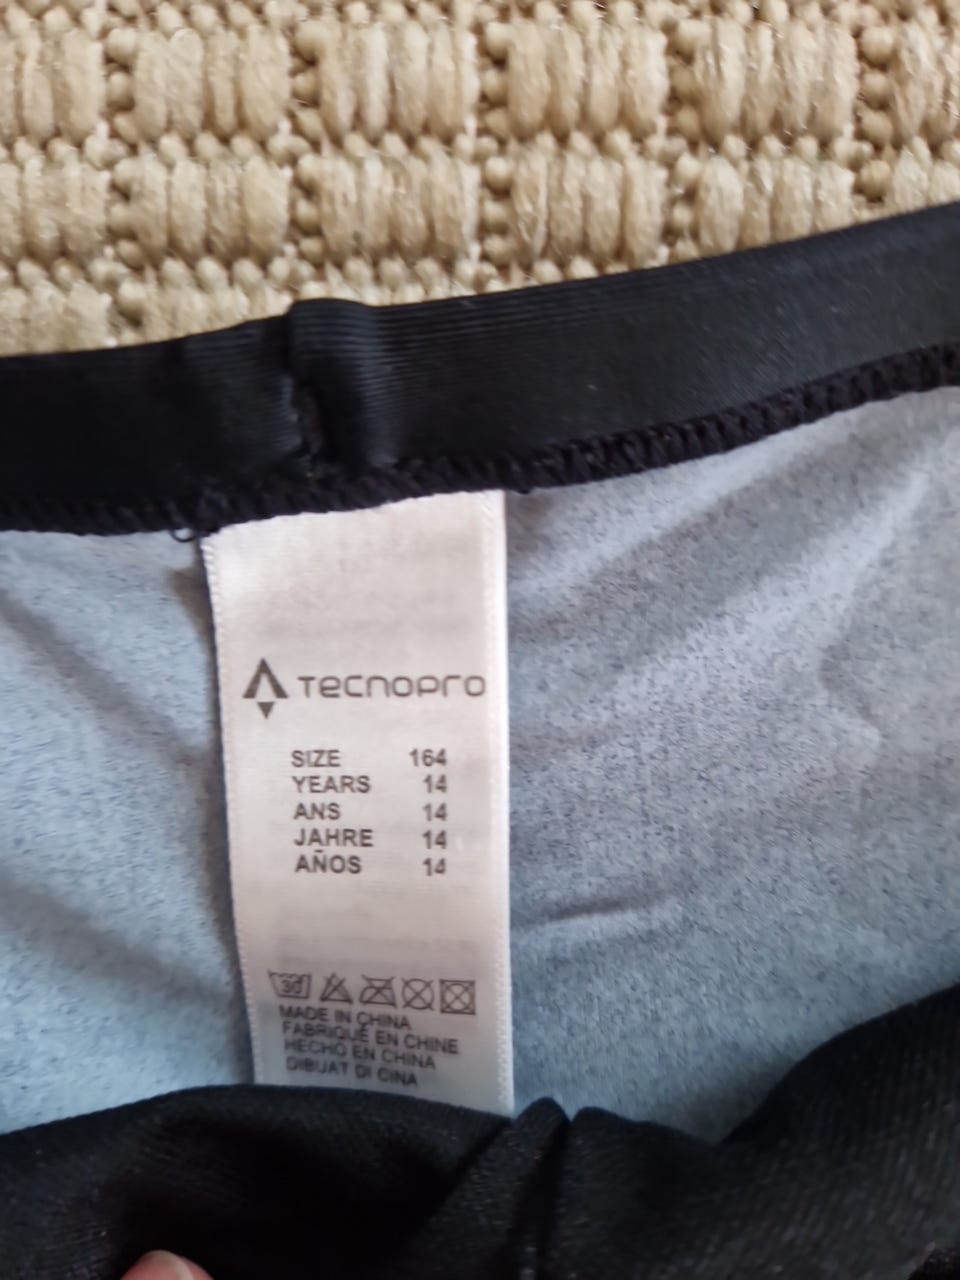 TECNOPRO
SIZE 164
YEARS 14
ANS 14
JAHRE 14
AÑOS 14
30
MADE IN CHINA
FABRIQUÉ EN CHINE
HECHO EN CHINA
DIBUAT DI CINA